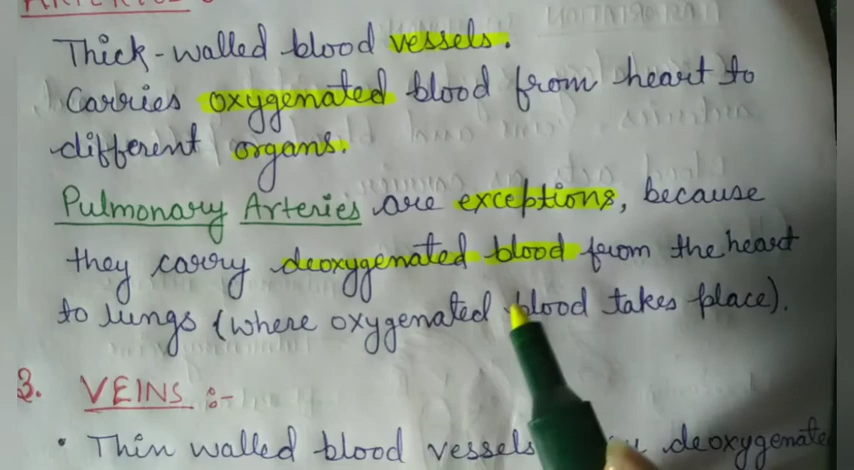 Thick-walled blood vessels.
Carries oxygenated blood from heart to
different organs.
Pulmonary Arteries are exceptions, because
they carry deoxygenated blood from the heart
to lungs (where oxygenated blood takes place).
3. VEINS :-
• Thin walled blood vessels deoxygenate